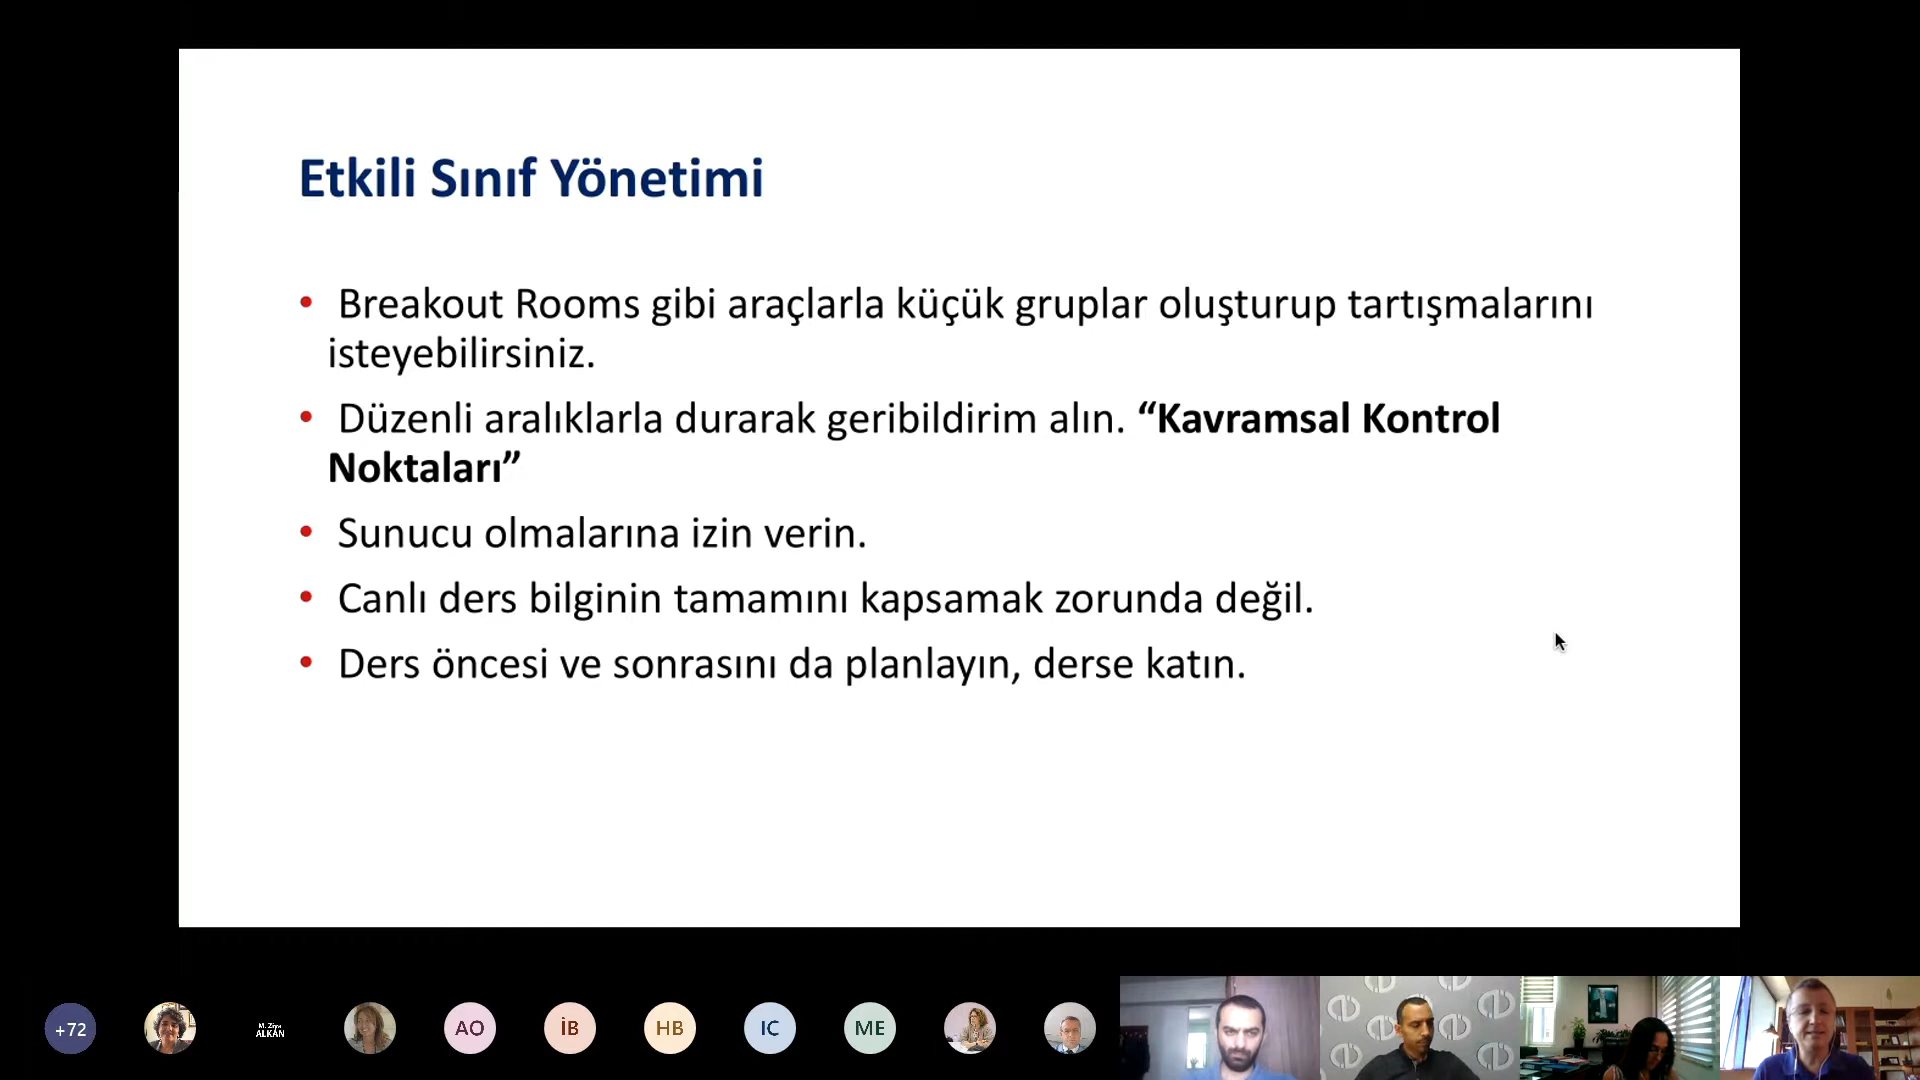 Etkili Sınıf Yönetimi
• Breakout Rooms gibi araçlarla küçük gruplar oluşturup tartışmalarını
isteyebilirsiniz.
• Düzenli aralıklarla durarak geribildirim alın. “Kavramsal Kontrol
Noktaları”
• Sunucu olmalarına izin verin.
• Canlı ders bilginin tamamını kapsamak zorunda değil.
• Ders öncesi ve sonrasını da planlayın, derse katın.
+72
M. Ziya
ALKAN
AO
İB
HB
IC
ME